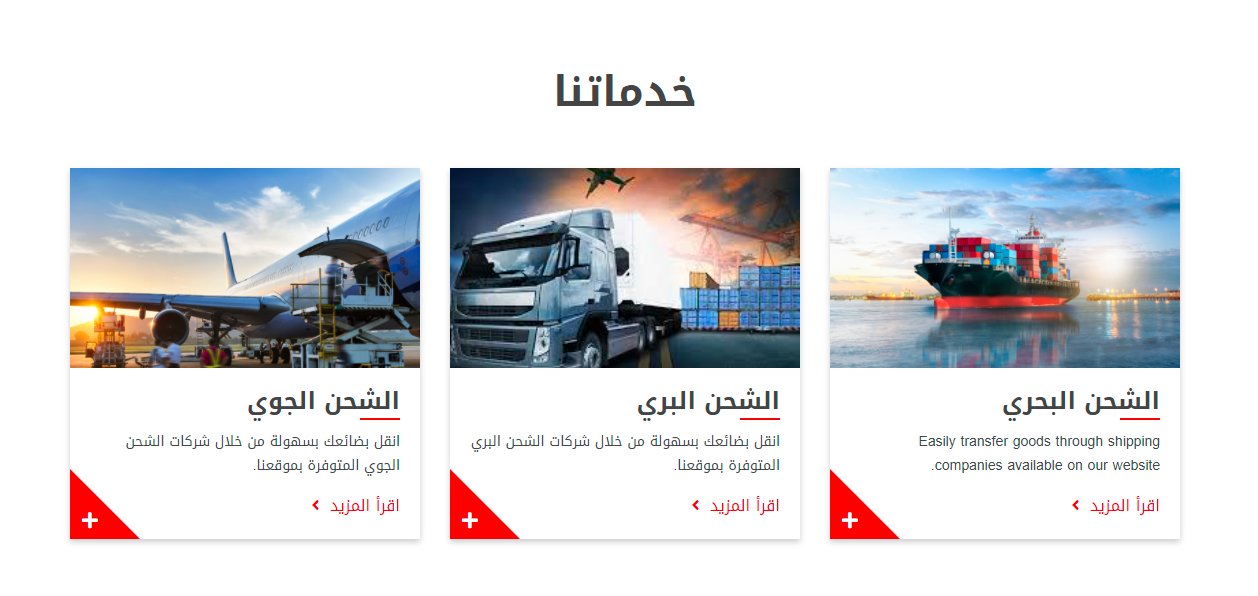 خدماتنا
الشحن البحري
Easily transfer goods through shipping
companies available on our website.
اقرأ المزيد
الشحن البري
انقل بضائعك بسهولة من خلال شركات الشحن البري
المتوفرة بموقعنا.
اقرأ المزيد
الشحن الجوي
انقل بضائعك بسهولة من خلال شركات الشحن
الجوي المتوفرة بموقعنا.
اقرأ المزيد